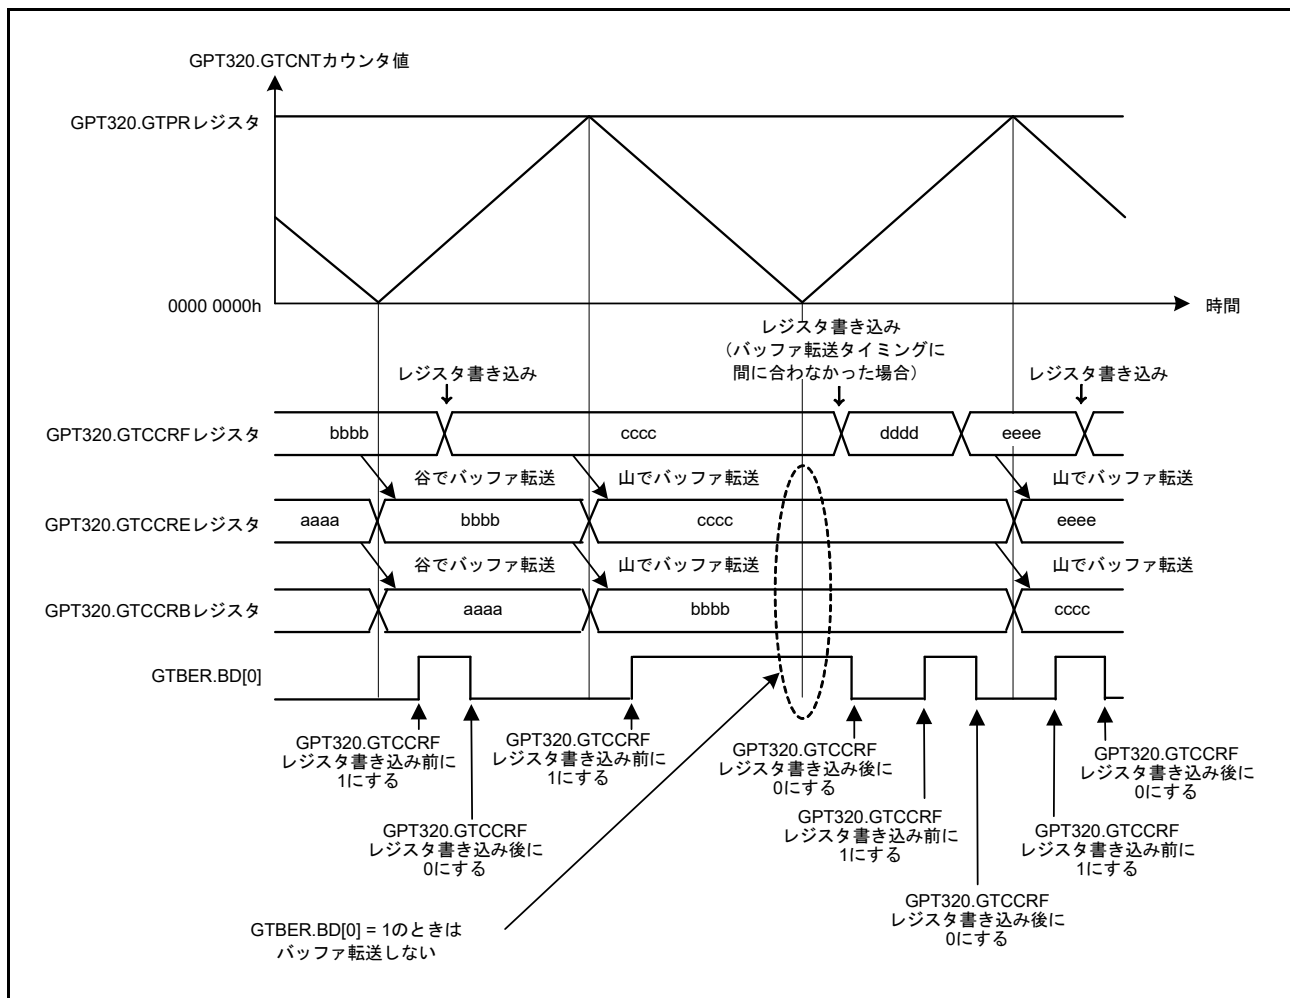 GPT320.GTCNTカウンタ値
GPT320.GTPRレジスタ
0000 0000h
時間
レジスタ書き込み
レジスタ書き込み
（バッファ転送タイミングに
間に合わなかった場合）
レジスタ書き込み
GPT320.GTCCRFレジスタ
bbbb
cccc
dddd
eeee
谷でバッファ転送
山でバッファ転送
山でバッファ転送
GPT320.GTCCREレジスタ
aaaa
bbbb
cccc
eeee
谷でバッファ転送
山でバッファ転送
山でバッファ転送
GPT320.GTCCRBレジスタ
aaaa
bbbb
cccc
GTBER.BD[0]
GPT320.GTCCRF
レジスタ書き込み前に
1にする
GPT320.GTCCRF
レジスタ書き込み後に
0にする
GPT320.GTCCRF
レジスタ書き込み前に
1にする
GPT320.GTCCRF
レジスタ書き込み後に
0にする
GPT320.GTCCRF
レジスタ書き込み前に
1にする
GPT320.GTCCRF
レジスタ書き込み後に
0にする
GPT320.GTCCRF
レジスタ書き込み前に
1にする
GPT320.GTCCRF
レジスタ書き込み後に
0にする
GTBER.BD[0] = 1のときは
バッファ転送しない